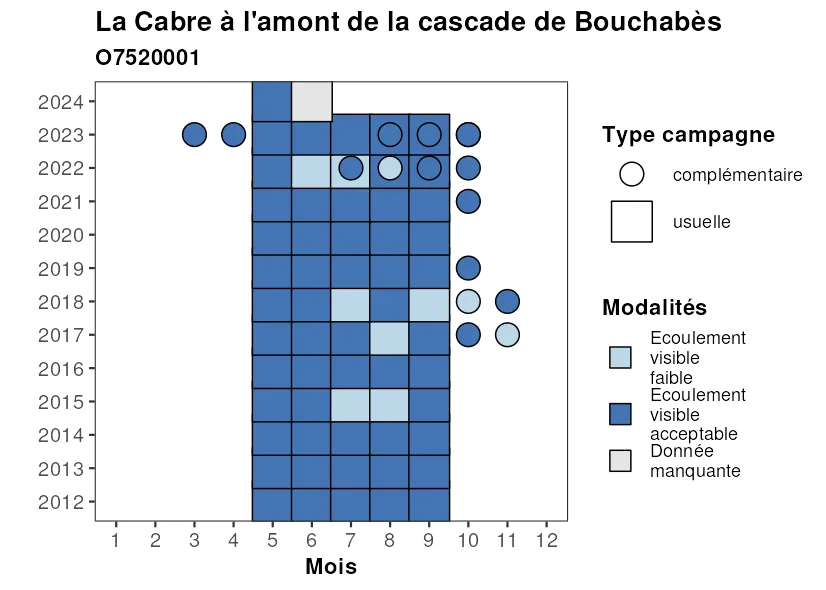 La Cabre à l'amont de la cascade de Bouchabès
O7520001
2024
2023
2022
2021
2020
2019
2018
2017
2016
2015
2014
2013
2012
1 2 3 4 5 6 7 8 9 10 11 12
Mois
Type campagne
complémentaire
usuelle
Modalités
Ecoulement
visible
faible
Ecoulement
visible
acceptable
Donnée
manquante